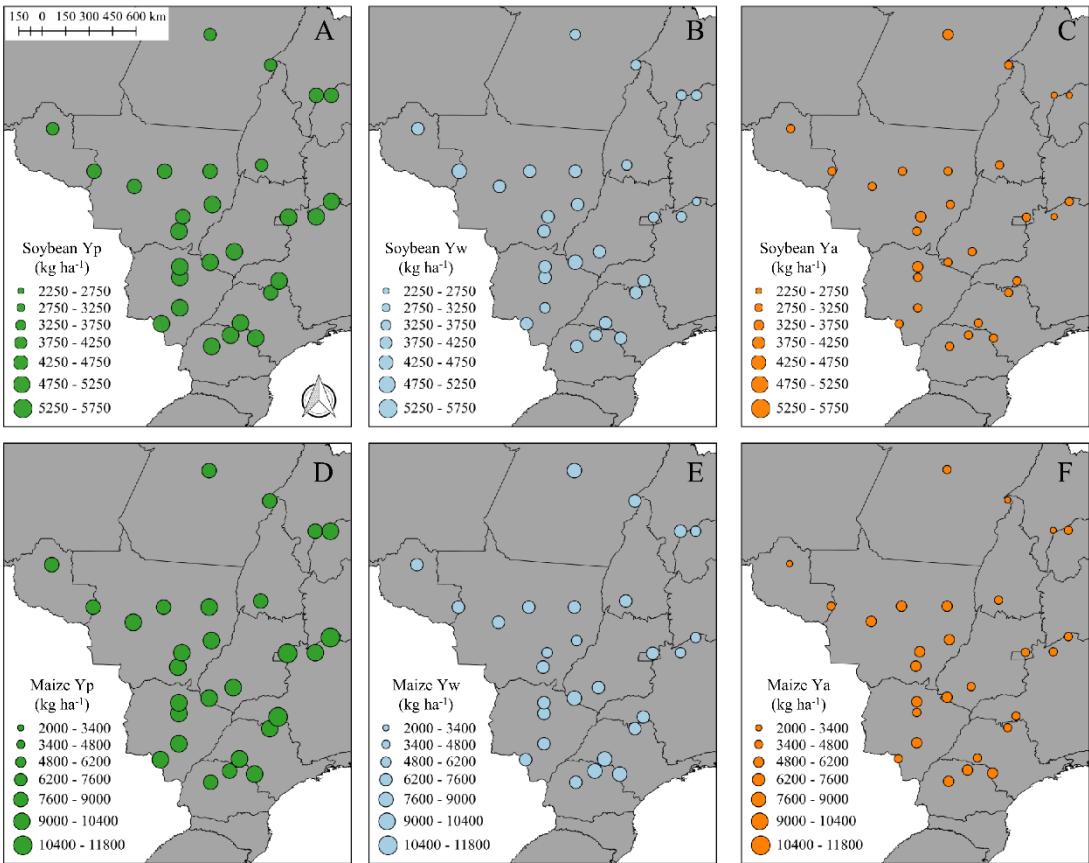 150 0 150 300 450 600 km
A
B
C
Soybean Yp
(kg ha⁻¹)
2250 - 2750
2750 - 3250
3250 - 3750
3750 - 4250
4250 - 4750
4750 - 5250
5250 - 5750
Soybean Yw
(kg ha⁻¹)
2250 - 2750
2750 - 3250
3250 - 3750
3750 - 4250
4250 - 4750
4750 - 5250
5250 - 5750
Soybean Ya
(kg ha⁻¹)
2250 - 2750
2750 - 3250
3250 - 3750
3750 - 4250
4250 - 4750
4750 - 5250
5250 - 5750
D
E
F
Maize Yp
(kg ha⁻¹)
2000 - 3400
3400 - 4800
4800 - 6200
6200 - 7600
7600 - 9000
9000 - 10400
10400 - 11800
Maize Yw
(kg ha⁻¹)
2000 - 3400
3400 - 4800
4800 - 6200
6200 - 7600
7600 - 9000
9000 - 10400
10400 - 11800
Maize Ya
(kg ha⁻¹)
2000 - 3400
3400 - 4800
4800 - 6200
6200 - 7600
7600 - 9000
9000 - 10400
10400 - 11800